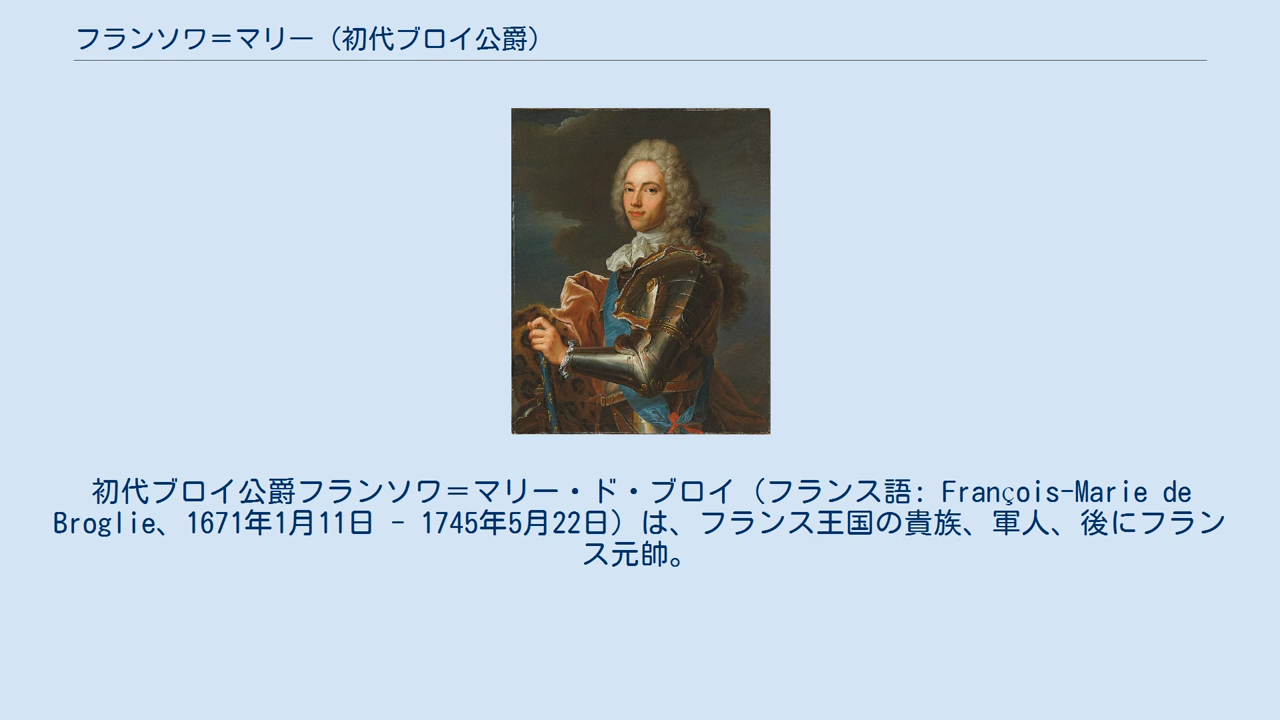 フランソワ＝マリー（初代ブロイ公爵）
初代ブロイ公爵フランソワ＝マリー・ド・ブロイ（フランス語: François-Marie de
Broglie、1671年1月11日 - 1745年5月22日）は、フランス王国の貴族、軍人、後にフラン
ス元帥。